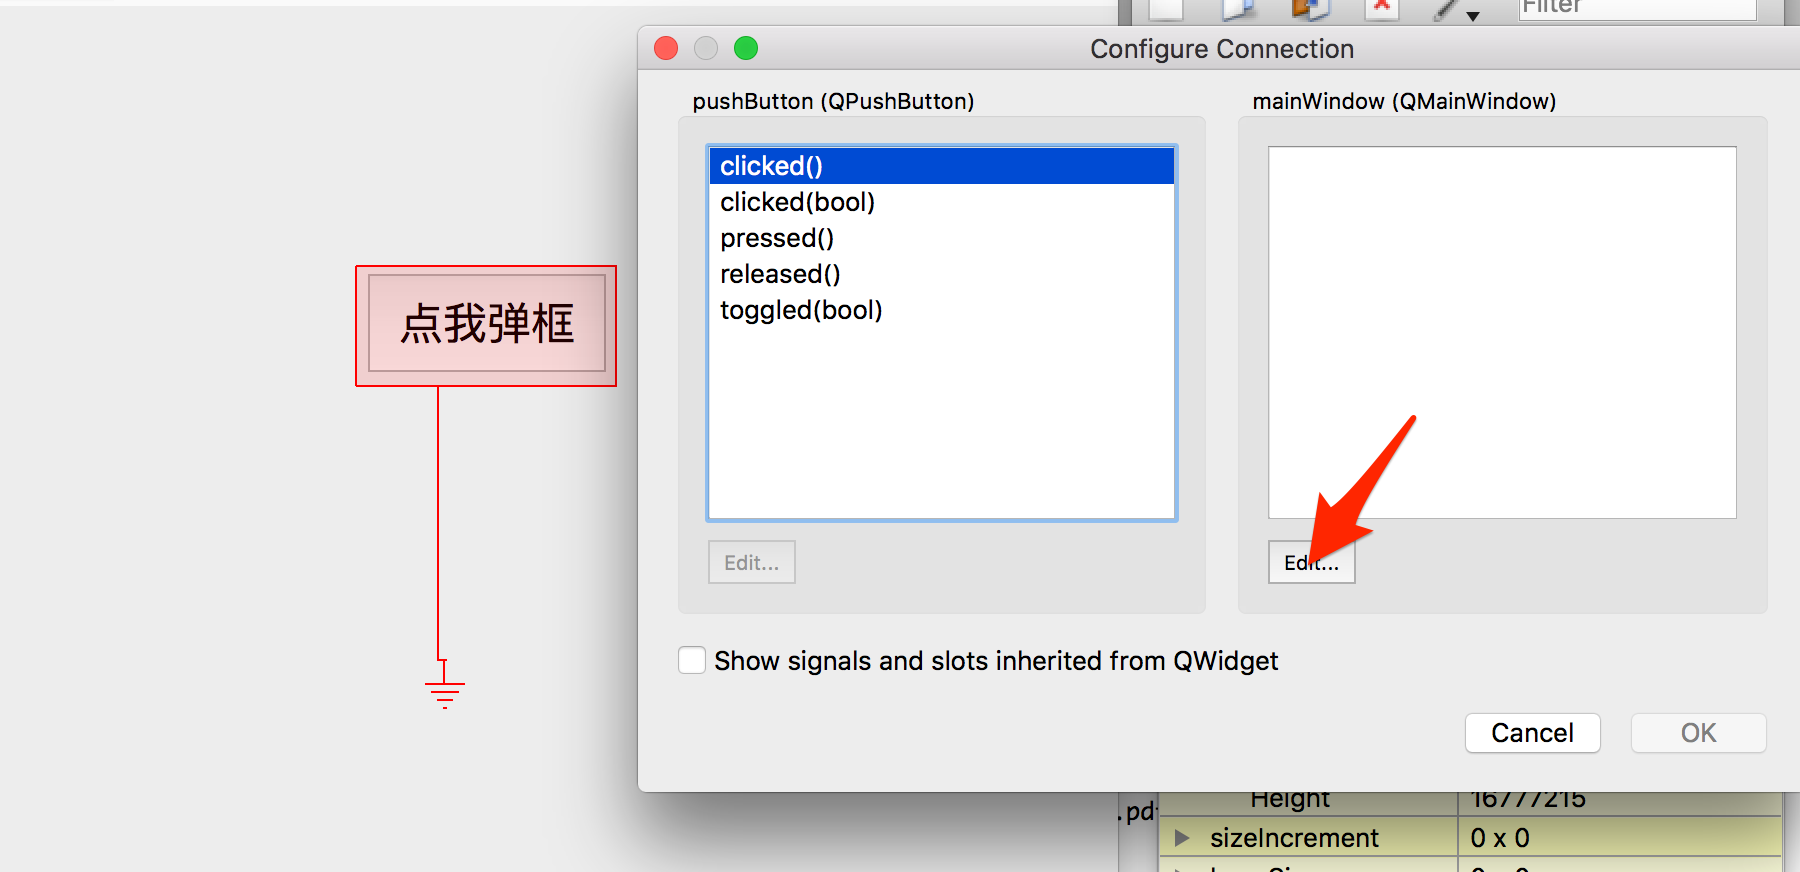 Filter
Configure Connection
pushButton (QPushButton)
mainWindow (QMainWindow)
clicked()
clicked(bool)
pressed()
released()
toggled(bool)
点我弹框
Edit...
Edit...
Show signals and slots inherited from QWidget
Cancel
OK
Height
16777215
.pd
sizeIncrement
0 x 0